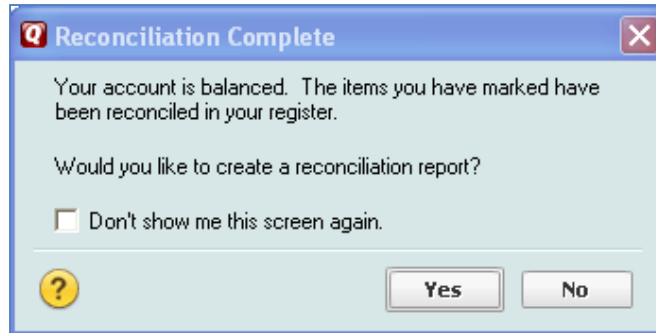 Reconciliation Complete
Your account is balanced.  The items you have marked have
been reconciled in your register.
Would you like to create a reconciliation report?
Don't show me this screen again.
?
Yes
No